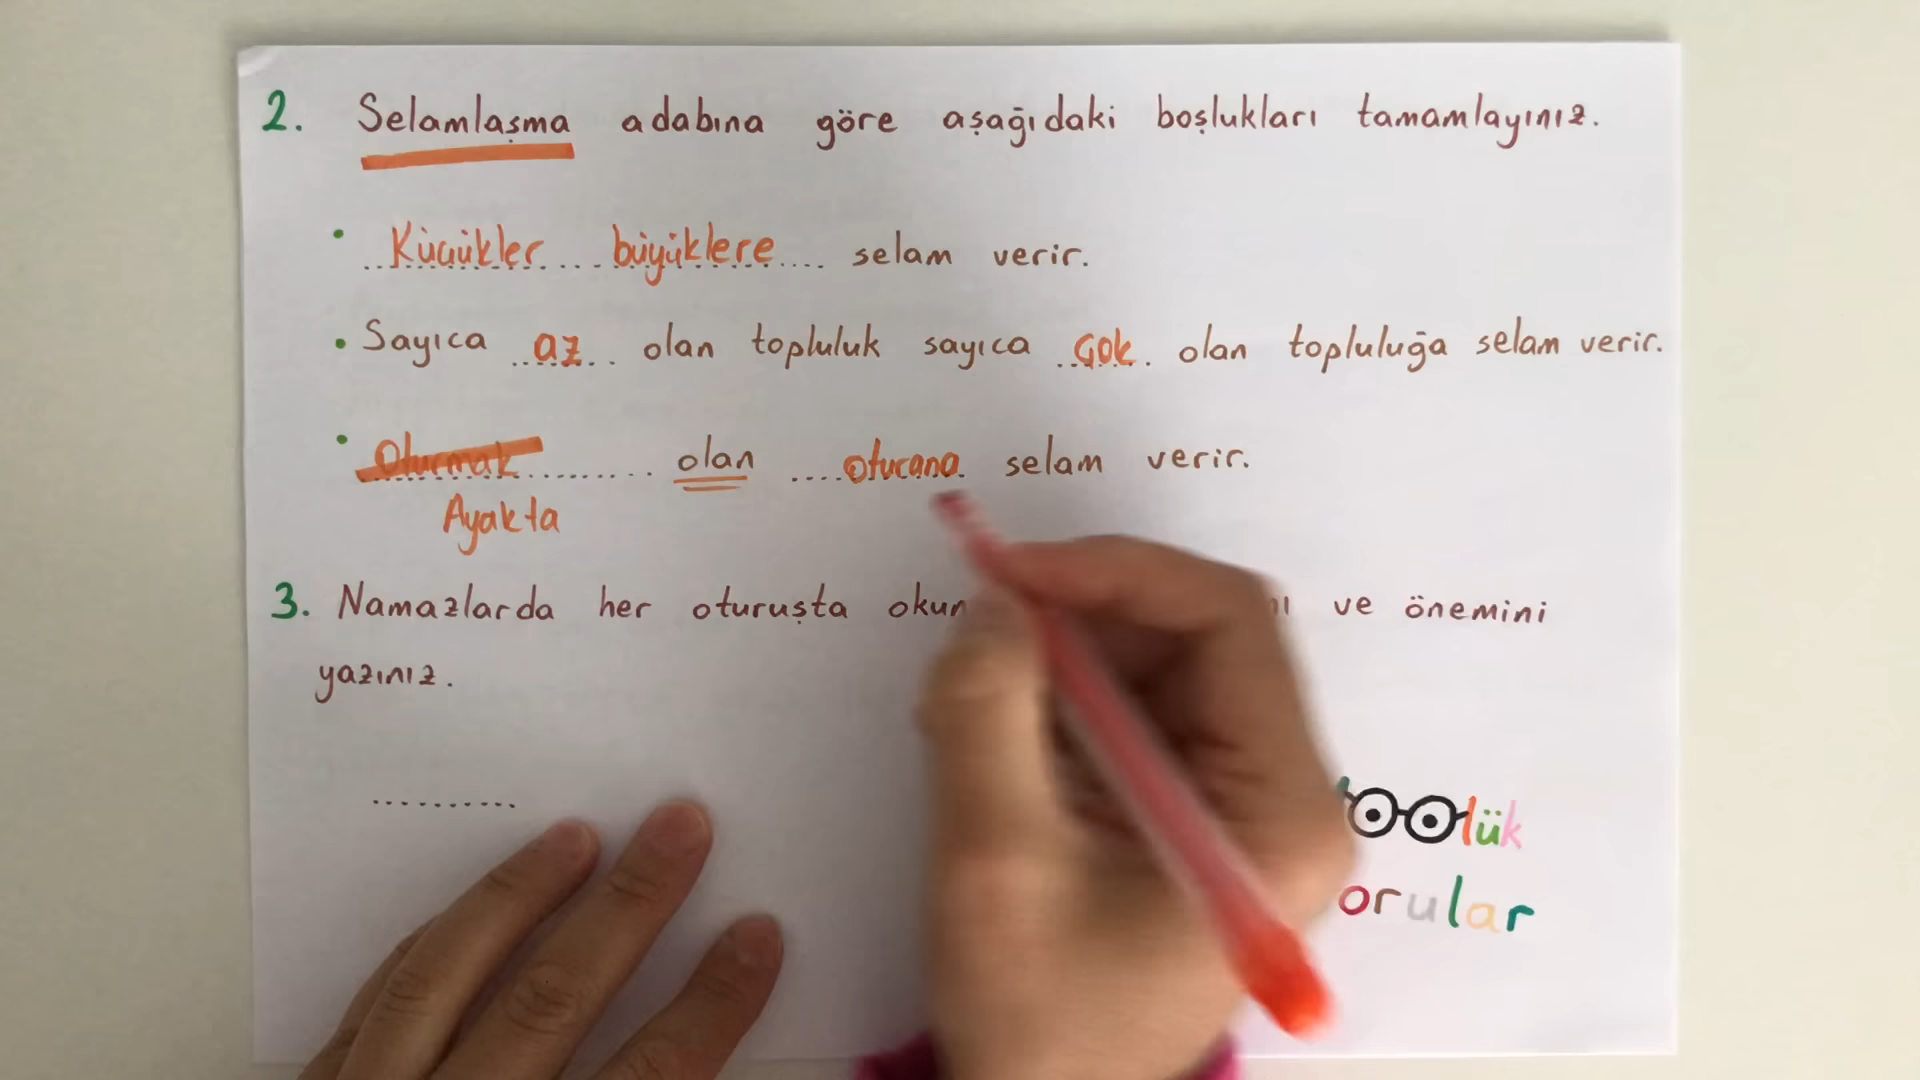 2. Selamlaşma adabına göre aşağıdaki boşlukları tamamlayınız.
• ..Küçükler.... büyüklere.... selam verir.
• Sayıca ..az.. olan topluluk sayıca ..çok. olan topluluğa selam verir.
• Oturmak......... olan ....oturana. selam verir.
Ayakta
3. Namazlarda her oturuşta ve önemini
yazınız.
..........
lük
orular